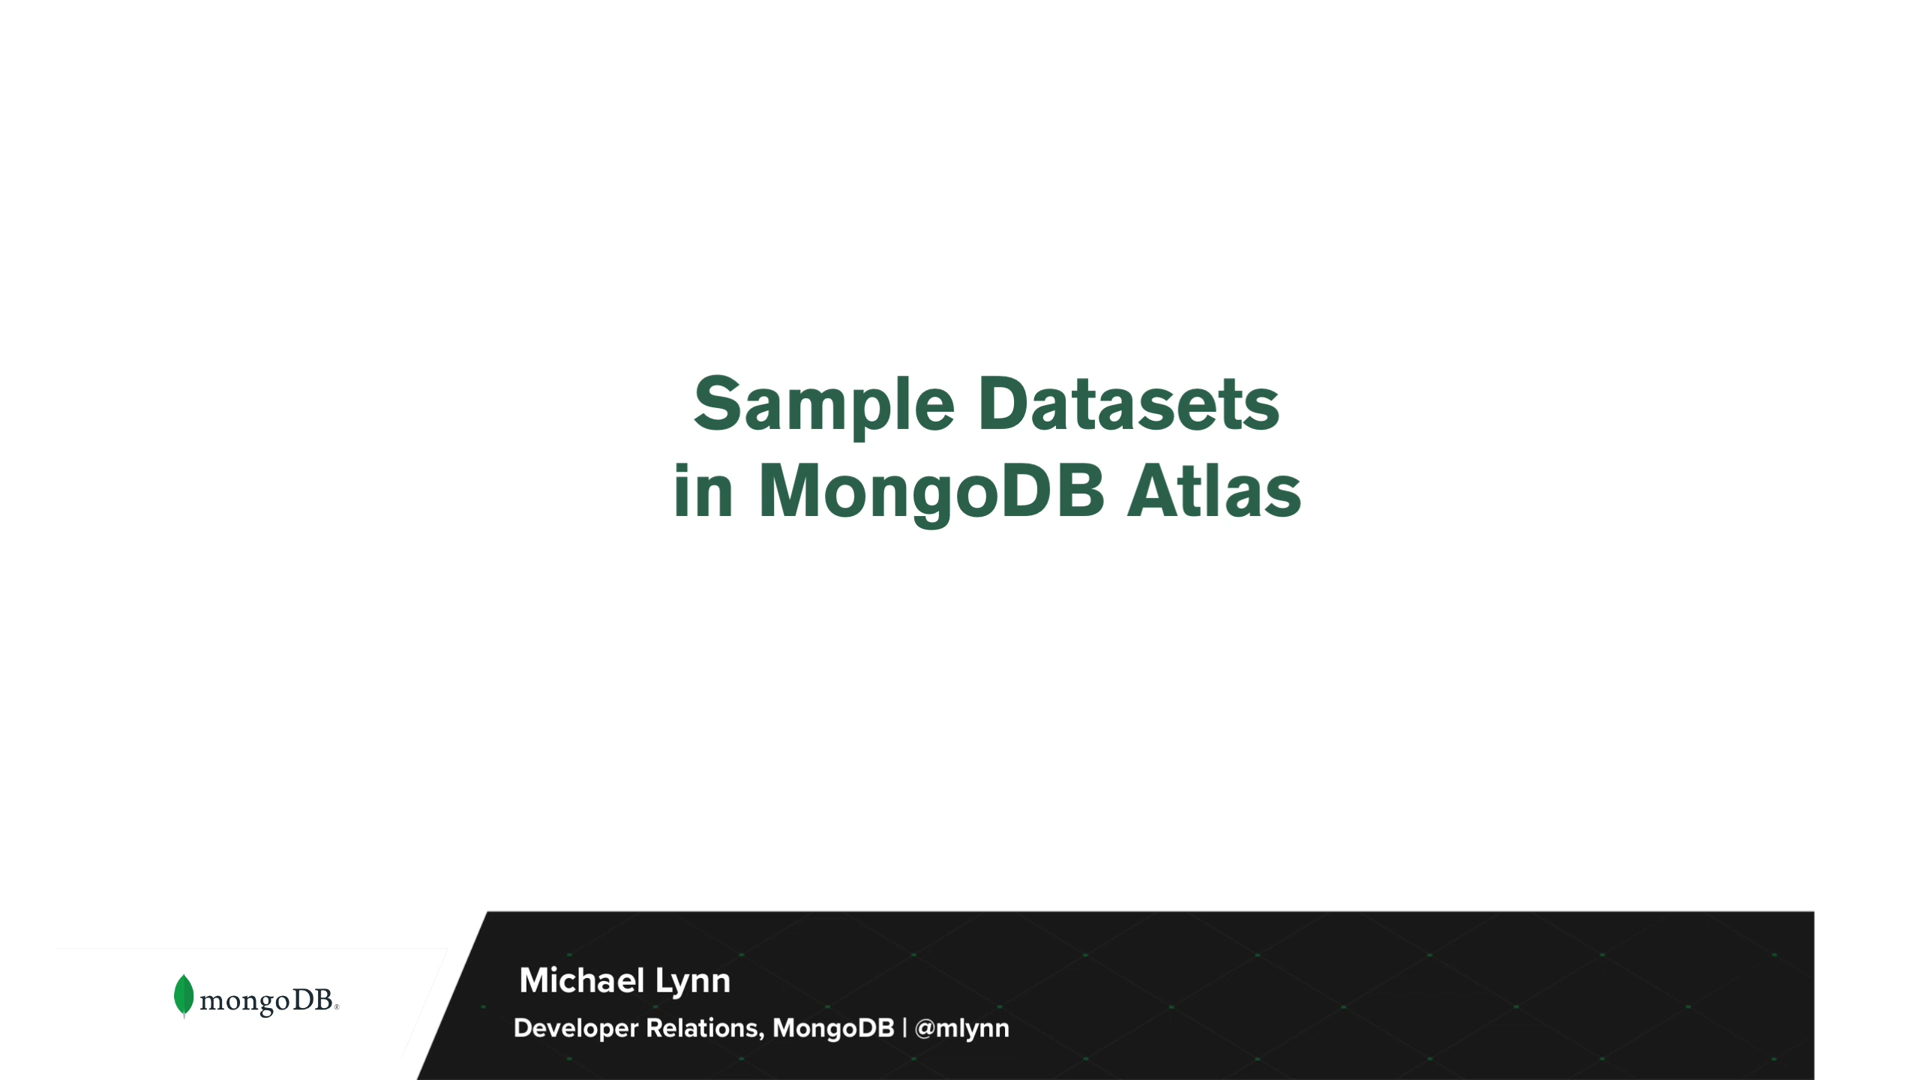 Sample Datasets
in MongoDB Atlas
mongoDB®
Michael Lynn
Developer Relations, MongoDB | @mlynn